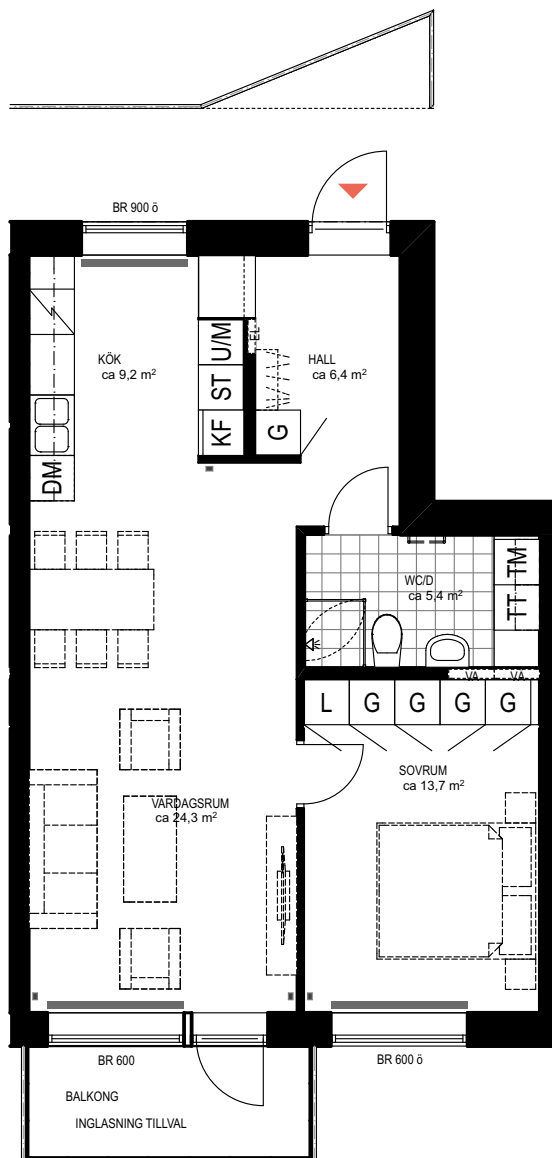 BR 900 ö
KÖK
ca 9,2 m²
U/M
ST
KF
EL
G
HALL
ca 6,4 m²
DM
WC/D
ca 5,4 m²
TM
TT
VA
VA
L
G
G
G
G
SOVRUM
ca 13,7 m²
VARDAGSRUM
ca 24,3 m²
BR 600
BR 600 ö
BALKONG
INGLASNING TILLVAL